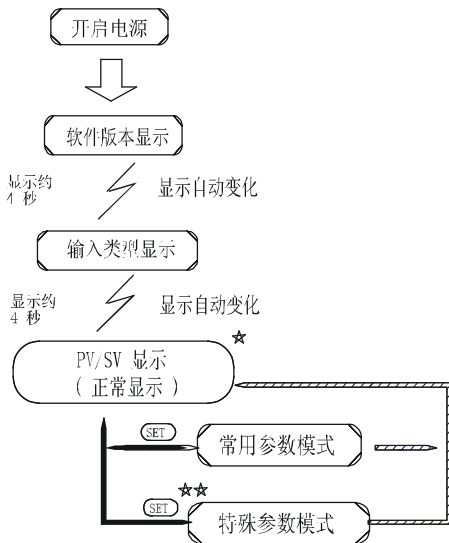 开启电源
软件版本显示
显示约
4 秒
显示自动变化
输入类型显示
显示约
4 秒
显示自动变化
PV/SV 显示
( 正常显示 )
SET
常用参数模式
SET
特殊参数模式